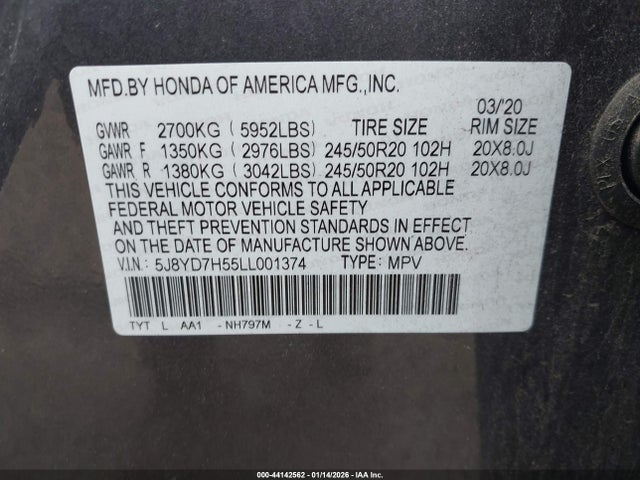 MFD.BY HONDA OF AMERICA MFG.,INC.
03/'20
GVWR 2700KG ( 5952LBS) TIRE SIZE RIM SIZE
GAWR F 1350KG ( 2976LBS) 245/50R20 102H 20X8.0J
GAWR R 1380KG ( 3042LBS) 245/50R20 102H 20X8.0J
THIS VEHICLE CONFORMS TO ALL APPLICABLE
FEDERAL MOTOR VEHICLE SAFETY
AND THEFT PREVENTION STANDARDS IN EFFECT
ON THE DATE OF MANUFACTURE SHOWN ABOVE.
V.I.N.: 5J8YD7H55LL001374 TYPE: MPV
TYT L AA1 -NH797M -Z-L
000-44142562 - 01/14/2026 - IAA Inc.